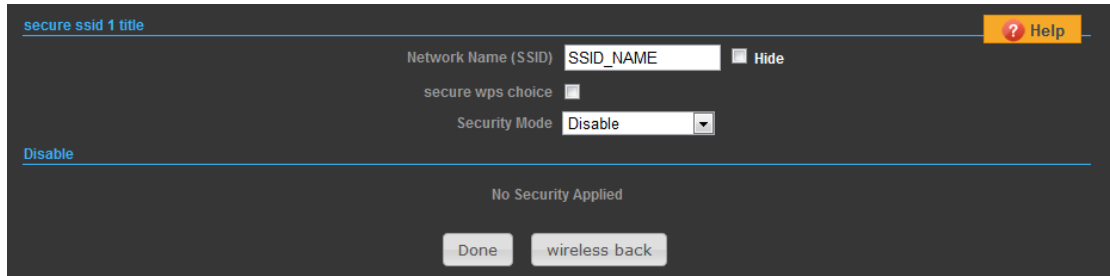 secure ssid 1 title
? Help
Network Name (SSID) SSID_NAME Hide
secure wps choice
Security Mode Disable
Disable
No Security Applied
Done wireless back